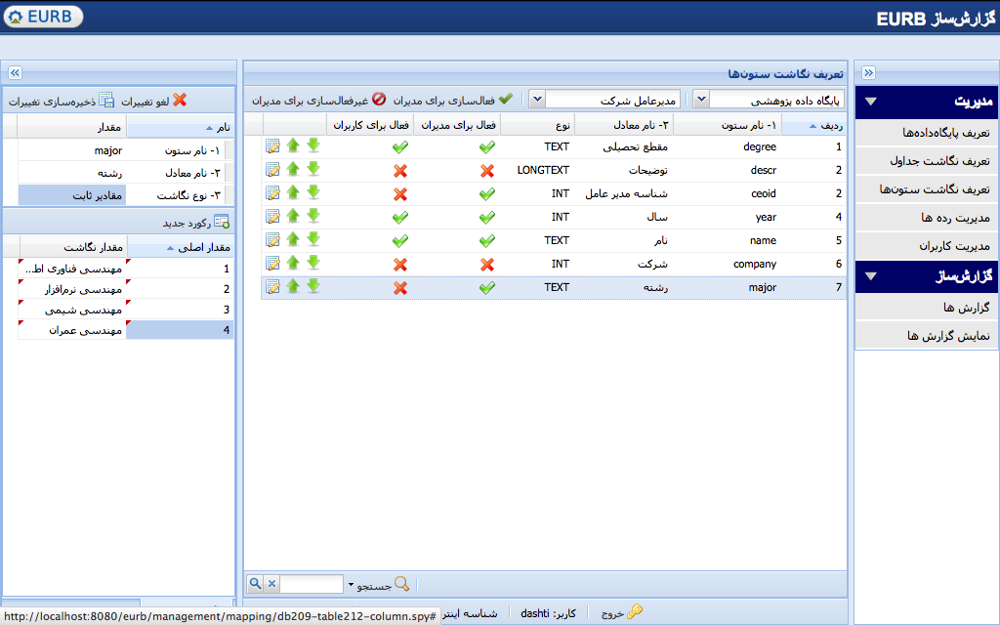 گزارش‌ساز EURB
EURB
مدیریت
تعریف پایگاه‌داده‌ها
تعریف نگاشت جداول
تعریف نگاشت ستون‌ها
مدیریت رده ها
مدیریت کاربران
گزارش‌ساز
گزارش ها
نمایش گزارش ها
تعریف نگاشت ستون‌ها
پایگاه داده پژوهشی مدیرعامل شرکت فعال‌سازی برای مدیران غیرفعال‌سازی برای مدیران
ردیف ۱- نام ستون ۲- نام معادل نوع فعال برای مدیران فعال برای کاربران
1 degree مقطع تحصیلی TEXT
2 descr توضیحات LONGTEXT
2 ceoid شناسه مدیر عامل INT
4 year سال INT
5 name نام TEXT
6 company شرکت INT
7 major رشته TEXT
جستجو
خروج کاربر: dashti شناسه اینتر
لغو تغییرات ذخیره‌سازی تغییرات
نام مقدار
۱- نام ستون major
۲- نام معادل رشته
۳- نوع نگاشت مقادیر ثابت
رکورد جدید
مقدار اصلی مقدار نگاشت
1 مهندسی فناوری اط...
2 مهندسی نرم‌افزار
3 مهندسی شیمی
4 مهندسی عمران
http://localhost:8080/eurb/management/mapping/db209-table212-column.spy#